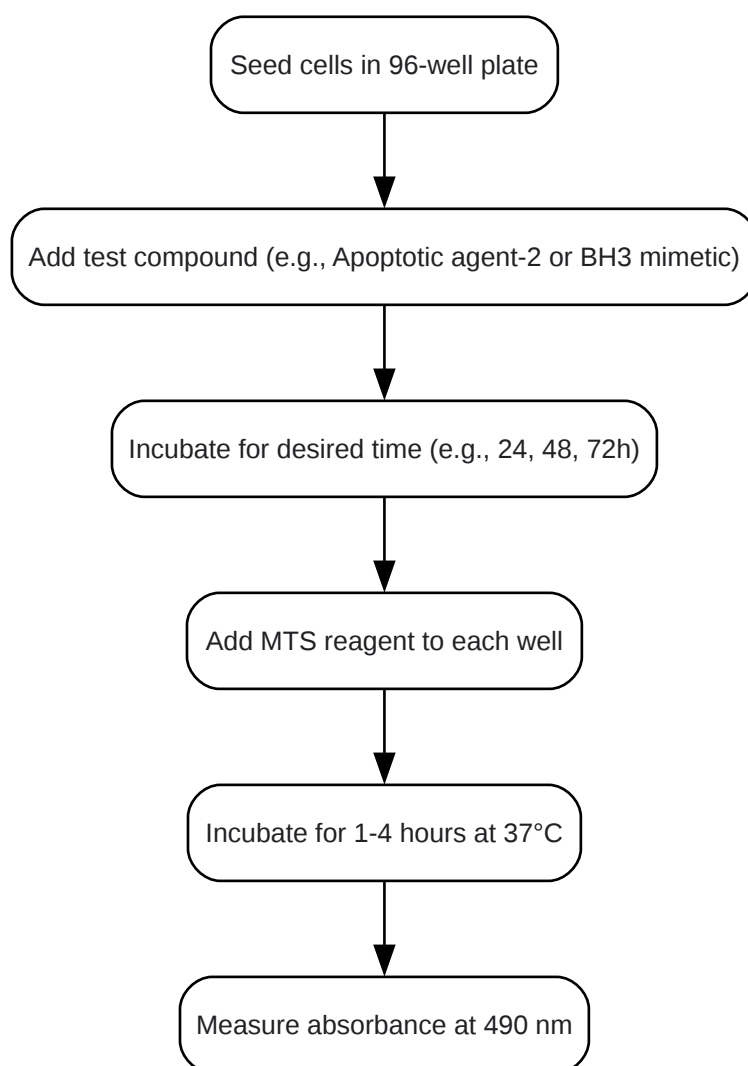 Seed cells in 96-well plate
Add test compound (e.g., Apoptotic agent-2 or BH3 mimetic)
Incubate for desired time (e.g., 24, 48, 72h)
Add MTS reagent to each well
Incubate for 1-4 hours at 37°C
Measure absorbance at 490 nm